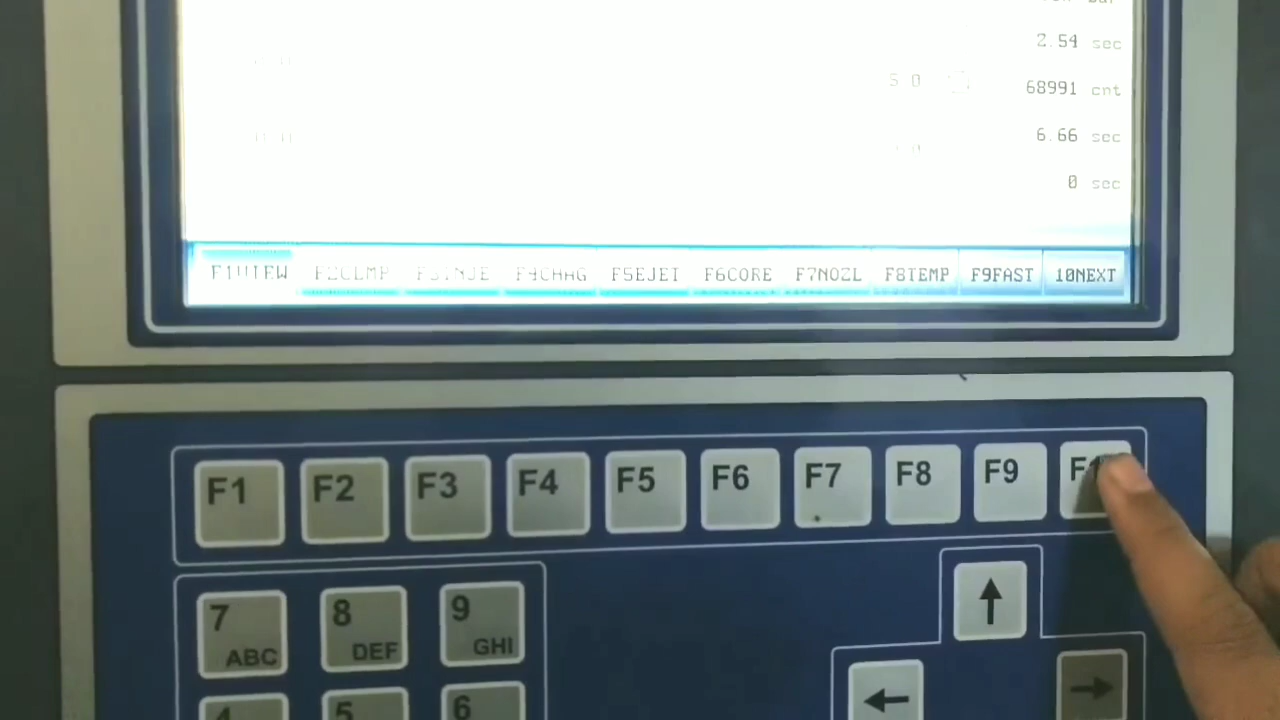 2.54 sec
5 0
68991 cnt
6.66 sec
0 sec
F1VIEW F2CLMP F3INJE F4CHAG F5EJET F6CORE F7NOZL F8TEMP F9FAST 10NEXT
F1 F2 F3 F4 F5 F6 F7 F8 F9
7 8 9
ABC DEF GHI
4 5 6